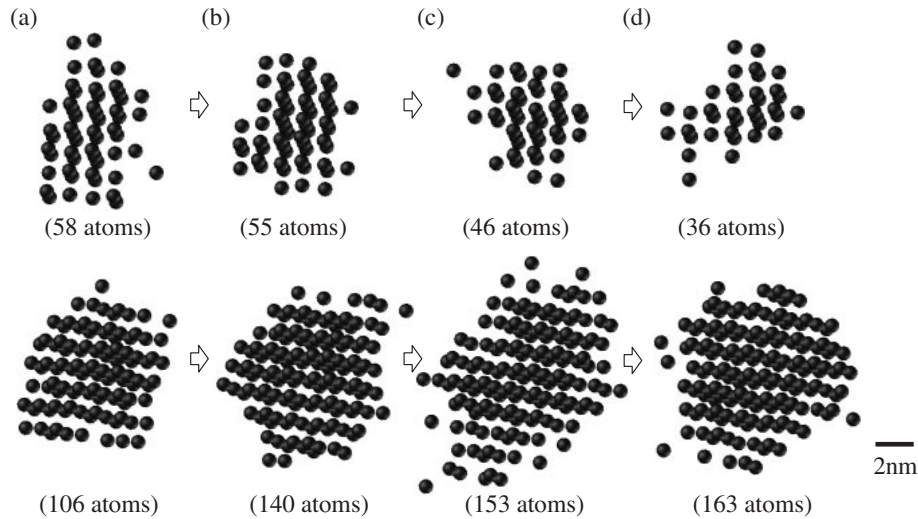 (a) (b) (c) (d)
(58 atoms) (55 atoms) (46 atoms) (36 atoms)
(106 atoms) (140 atoms) (153 atoms) (163 atoms)
2nm